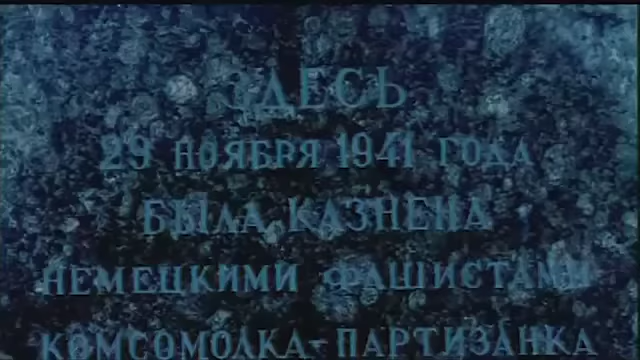 ЗДЕСЬ
29 НОЯБРЯ 1941 ГОДА
БЫЛА КАЗНЕНА
НЕМЕЦКИМИ ФАШИСТАМИ
КОМСОМОЛКА-ПАРТИЗАНКА